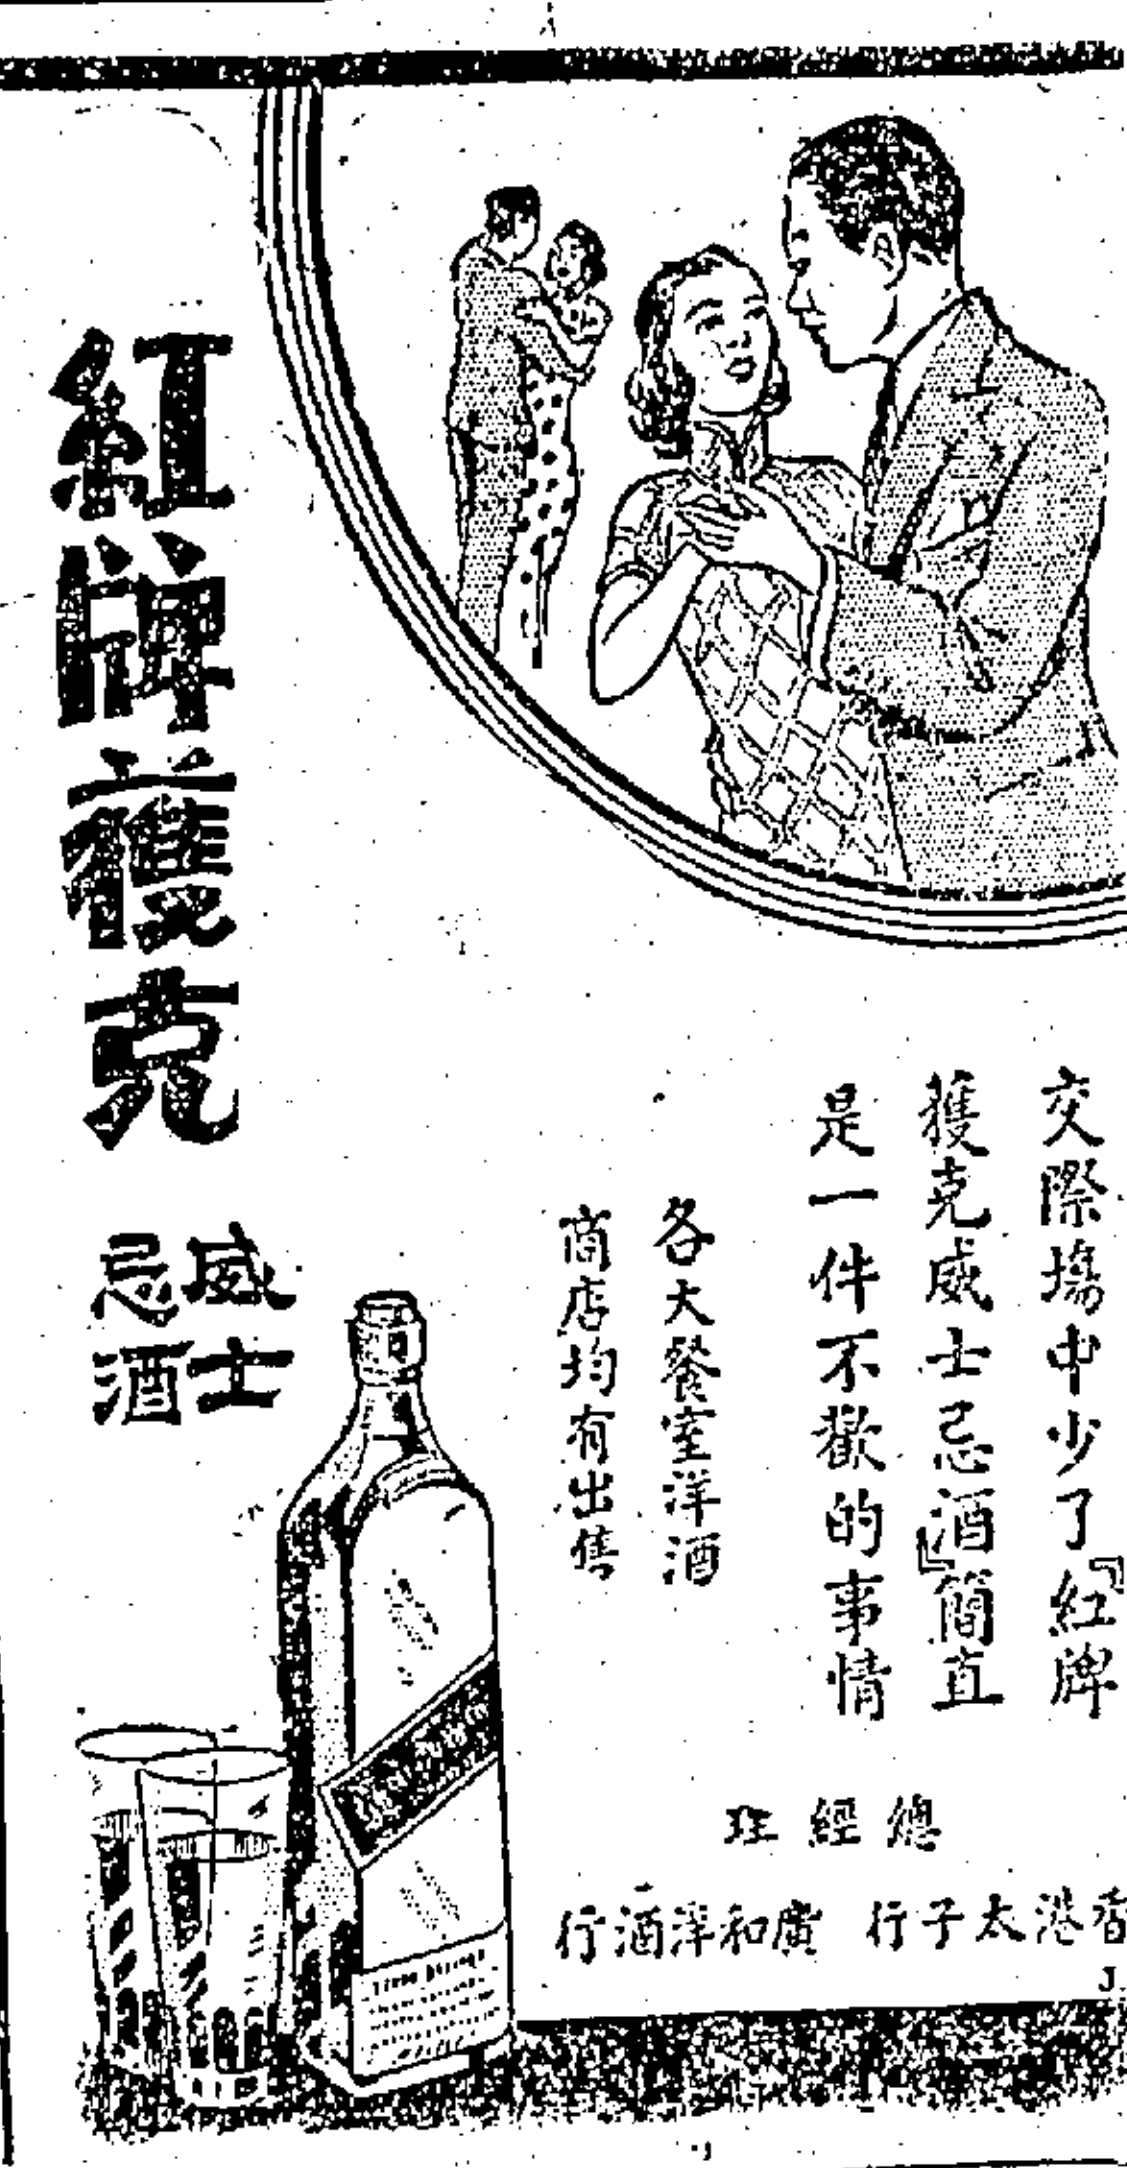 交際塲中少了『紅牌
獲克威士忌酒』簡直
是一件不歡的事情
各大餐室洋酒
商店均有出售
紅牌獲克
威士
忌酒
總經理
香港太子行 廣和洋酒行
J.